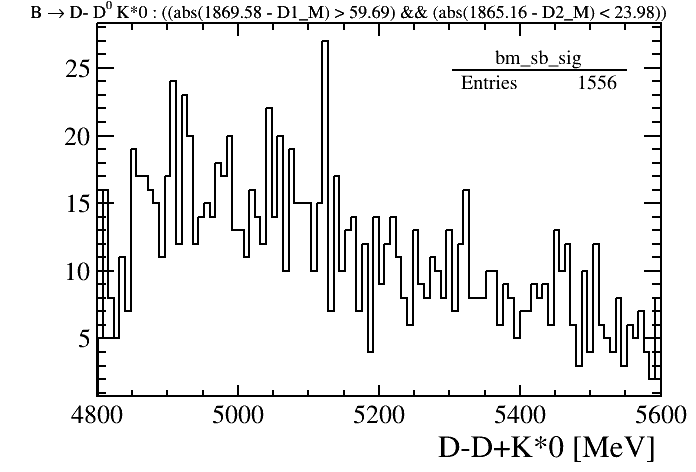 B → D- D⁰ K*0 : ((abs(1869.58 - D1_M) > 59.69) && (abs(1865.16 - D2_M) < 23.98))
bm_sb_sig
Entries 1556
25
20
15
10
5
4800 5000 5200 5400 5600
D-D+K*0 [MeV]